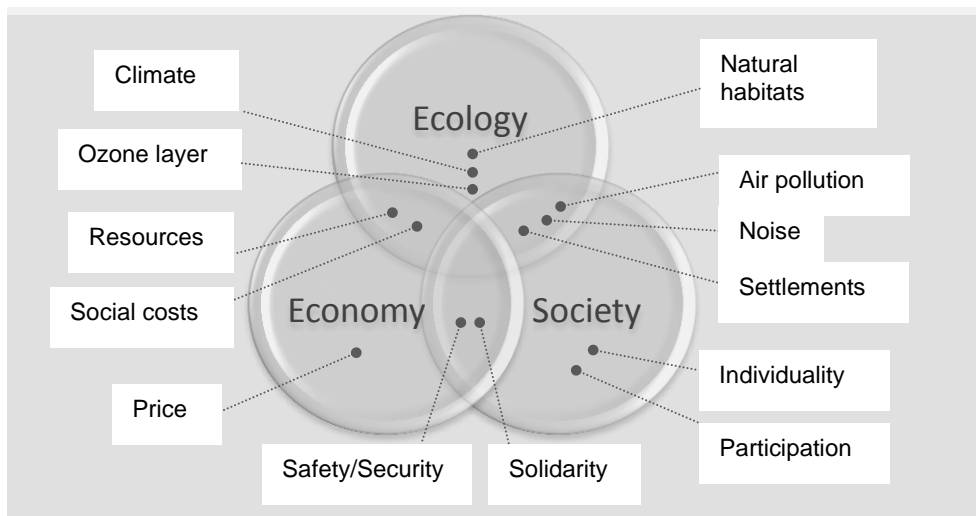 Climate
Natural
habitats
Ecology
Ozone layer
Air pollution
Resources
Noise
Settlements
Social costs
Economy
Society
Individuality
Price
Participation
Safety/Security
Solidarity